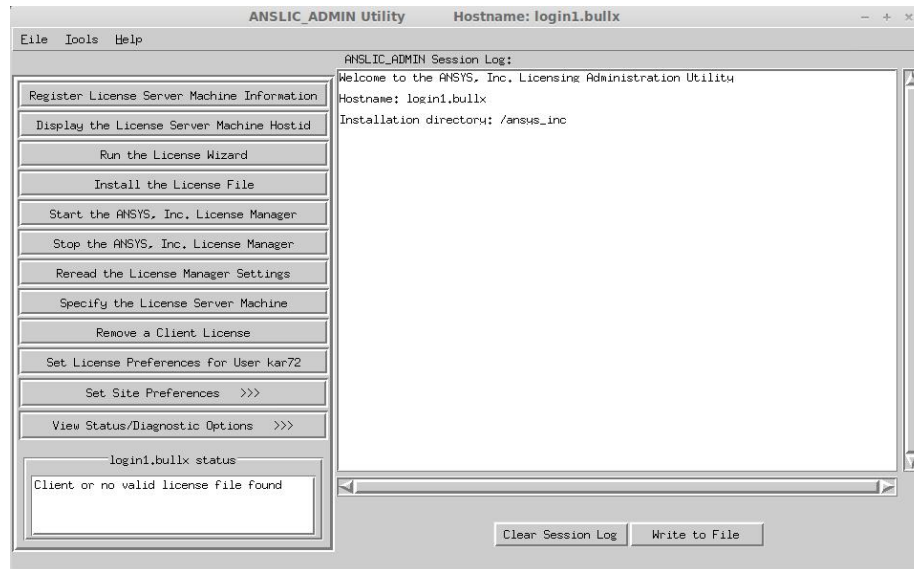 ANSLIC_ADMIN Utility Hostname: login1.bullx
File Tools Help
ANSLIC_ADMIN Session Log:
Register License Server Machine Information
Display the License Server Machine Hostid
Run the License Wizard
Install the License File
Start the ANSYS, Inc. License Manager
Stop the ANSYS, Inc. License Manager
Reread the License Manager Settings
Specify the License Server Machine
Remove a Client License
Set License Preferences for User kar72
Set Site Preferences >>>
View Status/Diagnostic Options >>>
login1.bullx status
Client or no valid license file found
Welcome to the ANSYS, Inc. Licensing Administration Utility
Hostname: login1.bullx
Installation directory: /ansys_inc
Clear Session Log
Write to File